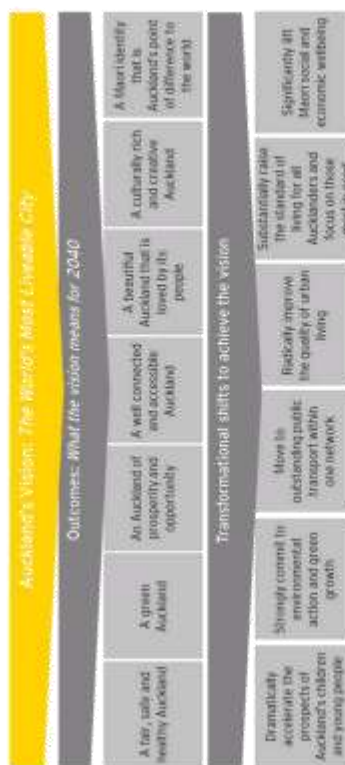 Auckland's Vision: The World's Most Liveable City
Outcomes: What the vision means for 2040
A fair, safe and
healthy Auckland
A green
Auckland
An Auckland of
prosperity and
opportunity
A well connected
and accessible
Auckland
A beautiful
Auckland that is
loved by its
people
A culturally rich
and creative
Auckland
A Maori identity
that is
Auckland's point
of difference to
the world
Transformational shifts to achieve the vision
Dramatically
accelerate the
prospects of
Auckland's children
and young people
Strongly commit to
environmental
action and green
growth
Move to
outstanding public
transport within
one network
Radically improve
the quality of urban
living
Substantially raise
the standard of
living for all
Aucklanders and
focus on those
Significantly lift
Maori social and
economic wellbeing